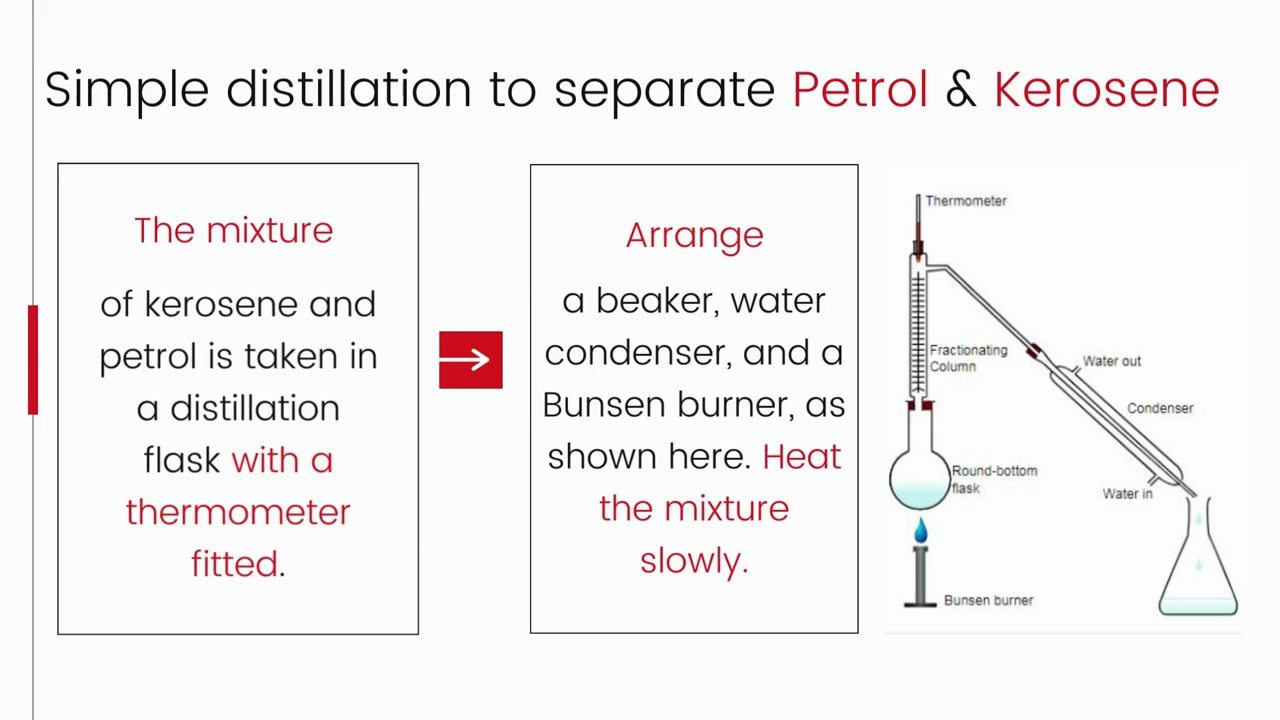 Simple distillation to separate Petrol & Kerosene
The mixture
of kerosene and
petrol is taken in
a distillation
flask with a
thermometer
fitted.
Arrange
a beaker, water
condenser, and a
Bunsen burner, as
shown here. Heat
the mixture
slowly.
Thermometer
Fractionating
Column
Water out
Condenser
Round-bottom
flask
Water in
Bunsen burner